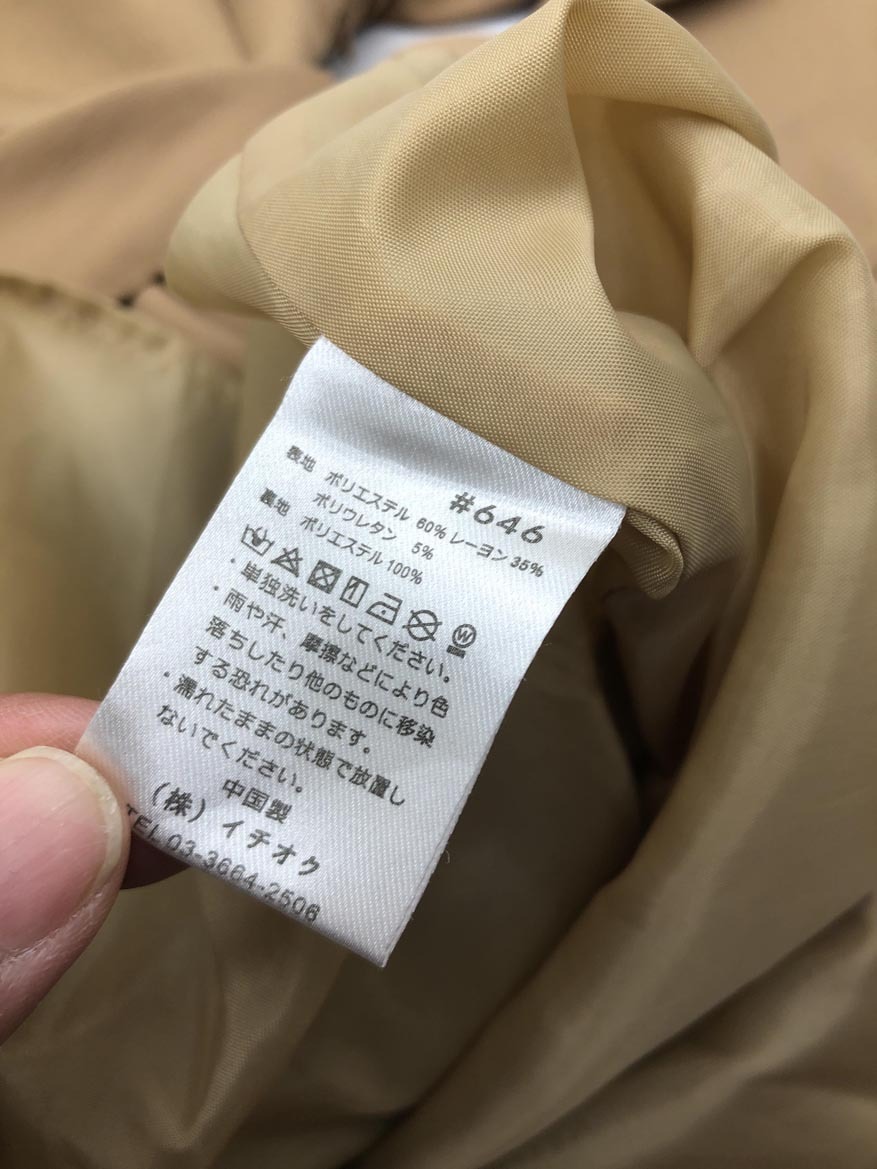 #646
表地 ポリエステル 60% レーヨン 35%
ポリウレタン 5%
裏地 ポリエステル 100%
・単独洗いをしてください。
・雨や汗、摩擦などにより色
落ちしたり他のものに移染
する恐れがあります。
・濡れたままの状態で放置し
ないでください。
中国製
(株)イチオク
TEL 03-3664-2506